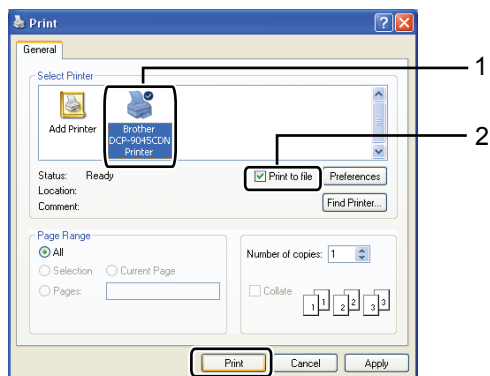 Print
General
Select Printer
1
Add Printer
Brother
DCP-9045CDN
Printer
2
Status: Ready
Print to file
Preferences
Location:
Comment:
Find Printer...
Page Range
All
Number of copies: 1
Selection
Current Page
Pages:
Collate
1 1 2 2 3 3
Print
Cancel
Apply